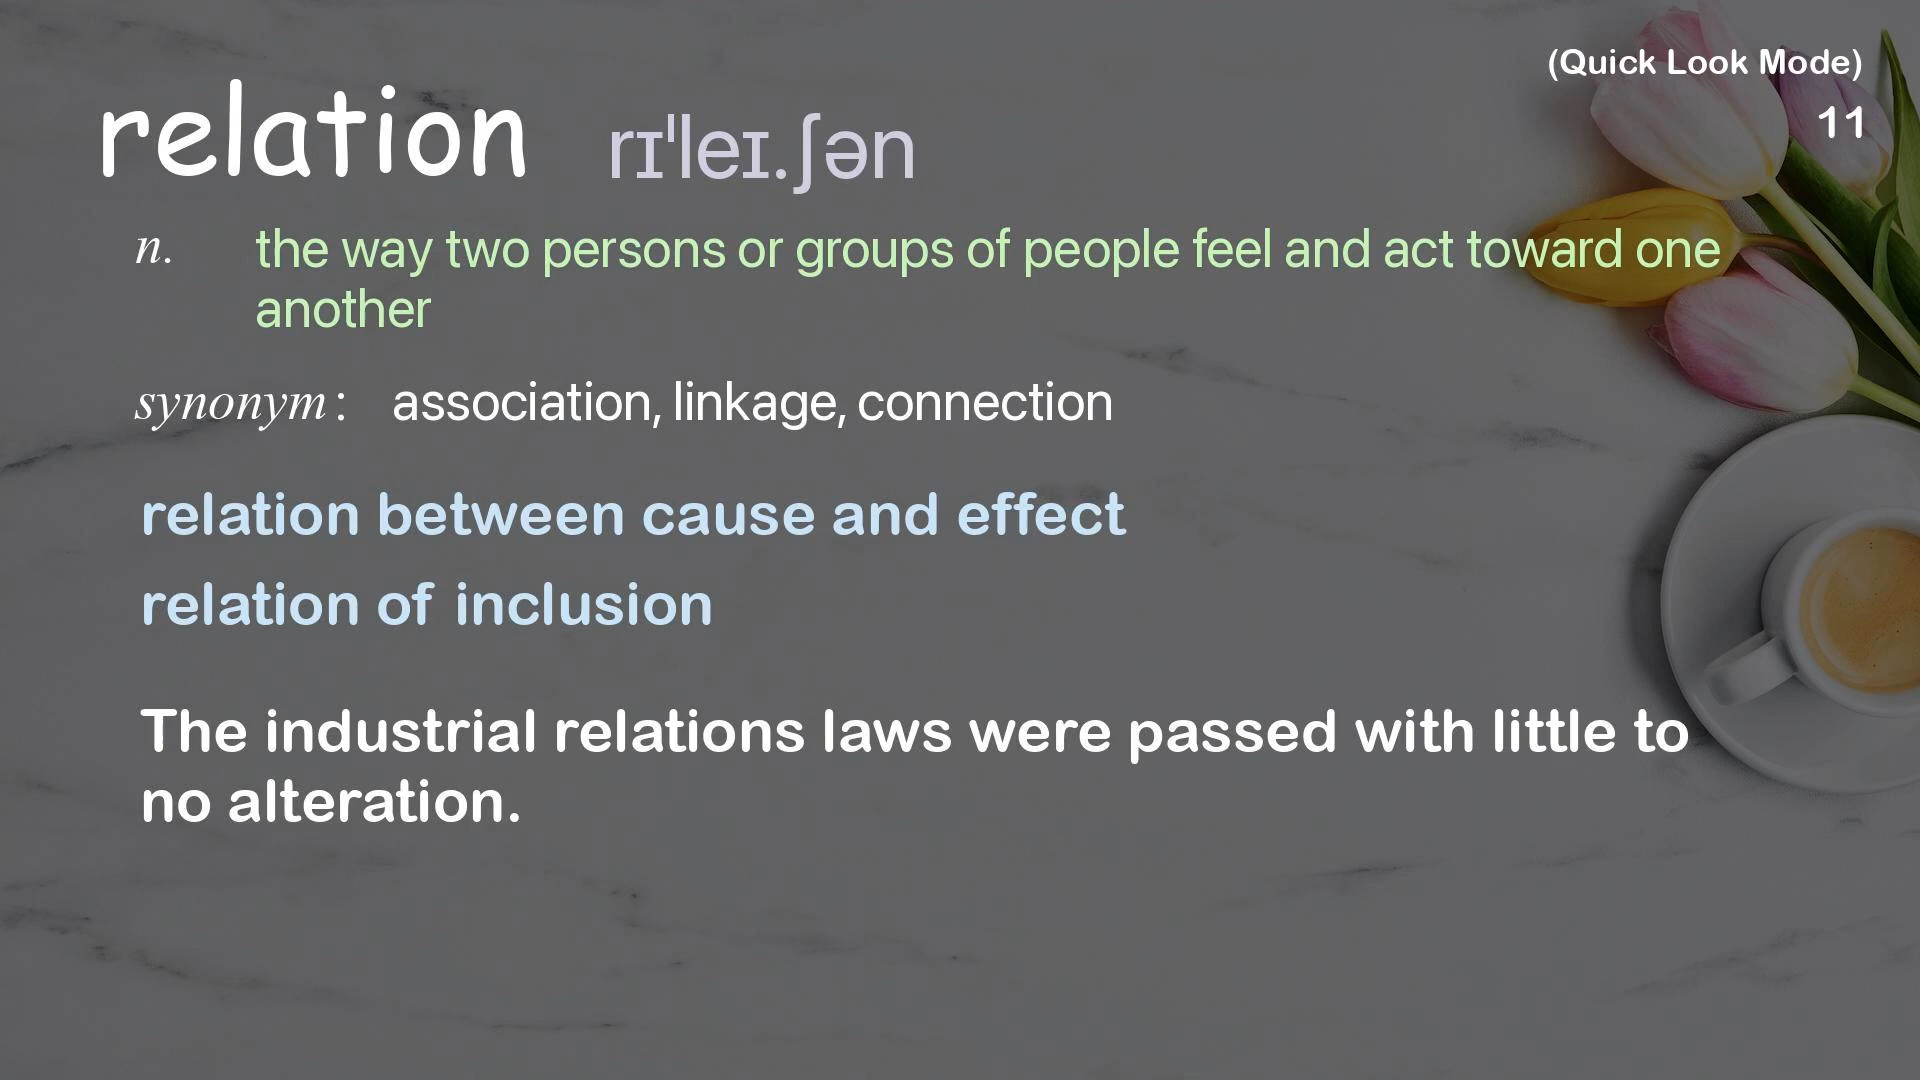 (Quick Look Mode)
11
relation rɪˈleɪ.ʃən
n. the way two persons or groups of people feel and act toward one
another
synonym: association, linkage, connection
relation between cause and effect
relation of inclusion
The industrial relations laws were passed with little to
no alteration.